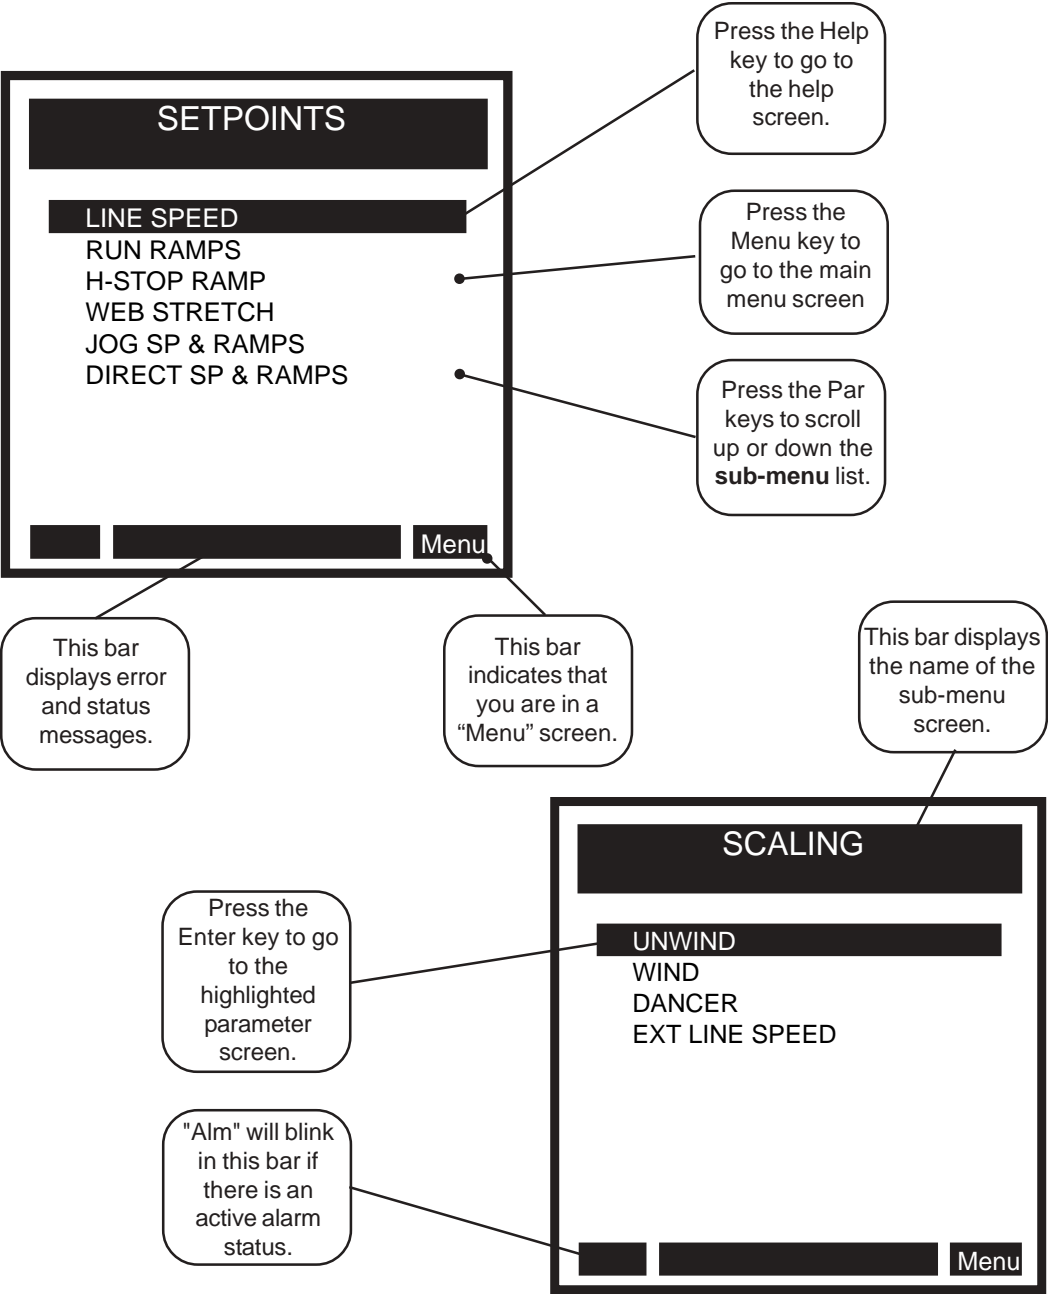 Press the Help
key to go to
the help
screen.
SETPOINTS
LINE SPEED
RUN RAMPS
H-STOP RAMP
WEB STRETCH
JOG SP & RAMPS
DIRECT SP & RAMPS
Press the
Menu key to
go to the main
menu screen
Press the Par
keys to scroll
up or down the
sub-menu list.
Menu
This bar
displays error
and status
messages.
This bar
indicates that
you are in a
“Menu” screen.
This bar displays
the name of the
sub-menu
screen.
SCALING
Press the
Enter key to go
to the
highlighted
parameter
screen.
UNWIND
WIND
DANCER
EXT LINE SPEED
"Alm" will blink
in this bar if
there is an
active alarm
status.
Menu